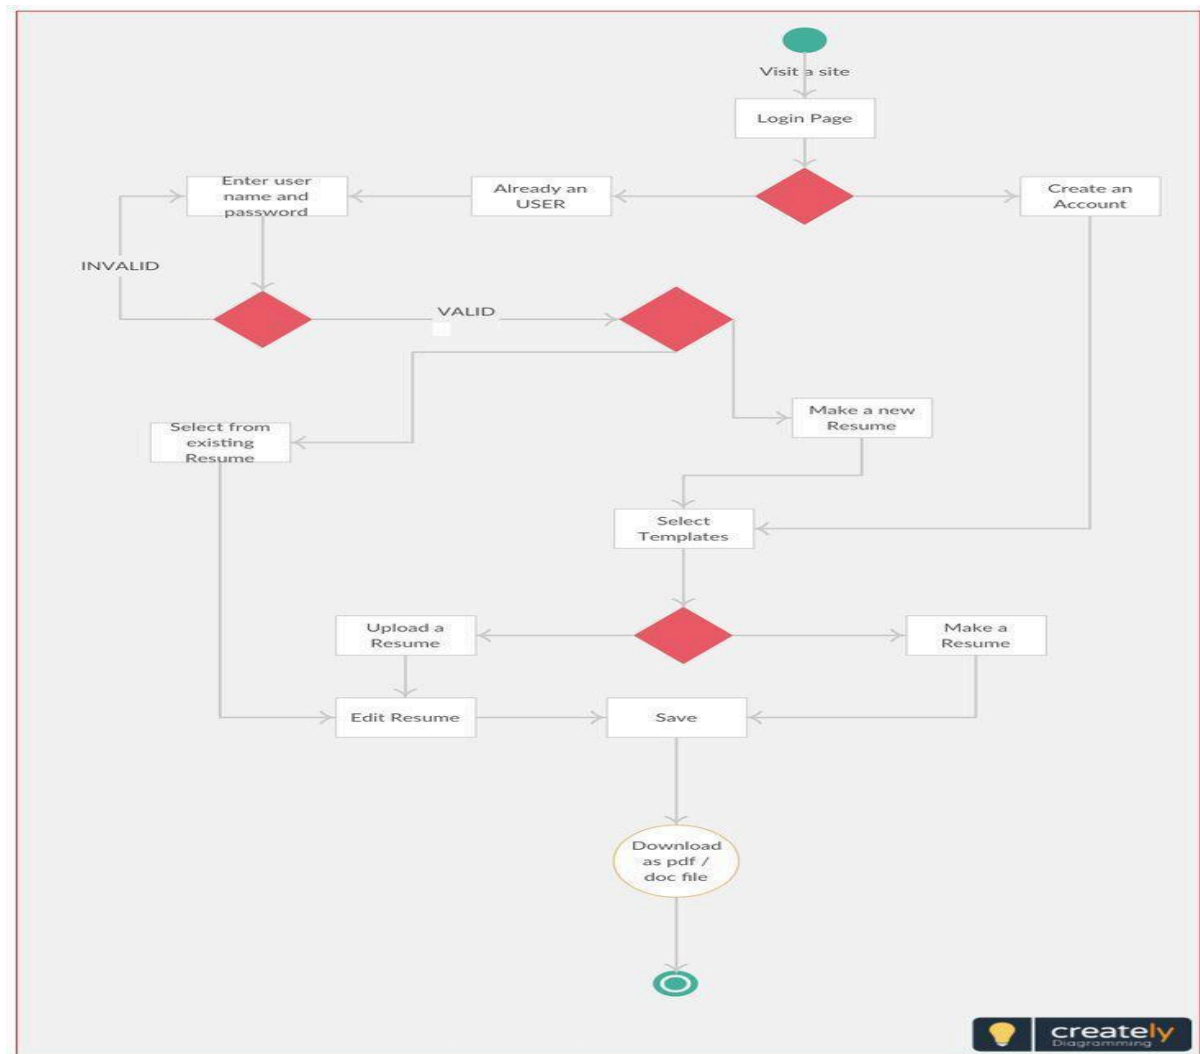 Visit a site
Login Page
Enter user
name and
password
Already an
USER
Create an
Account
INVALID
VALID
Make a new
Resume
Select from
existing
Resume
Select
Templates
Upload a
Resume
Make a
Resume
Edit Resume
Save
Download
as pdf /
doc file
creately
Diagramming